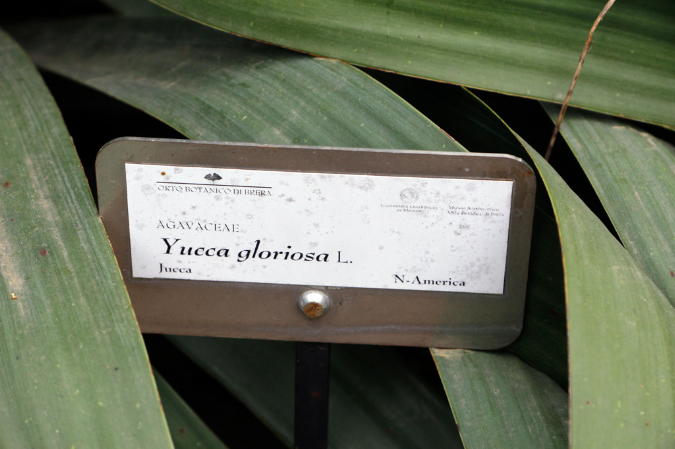 ORTO BOTANICO DI BRERA
AGAVACEAE
Yucca gloriosa L.
Jucca
N-America